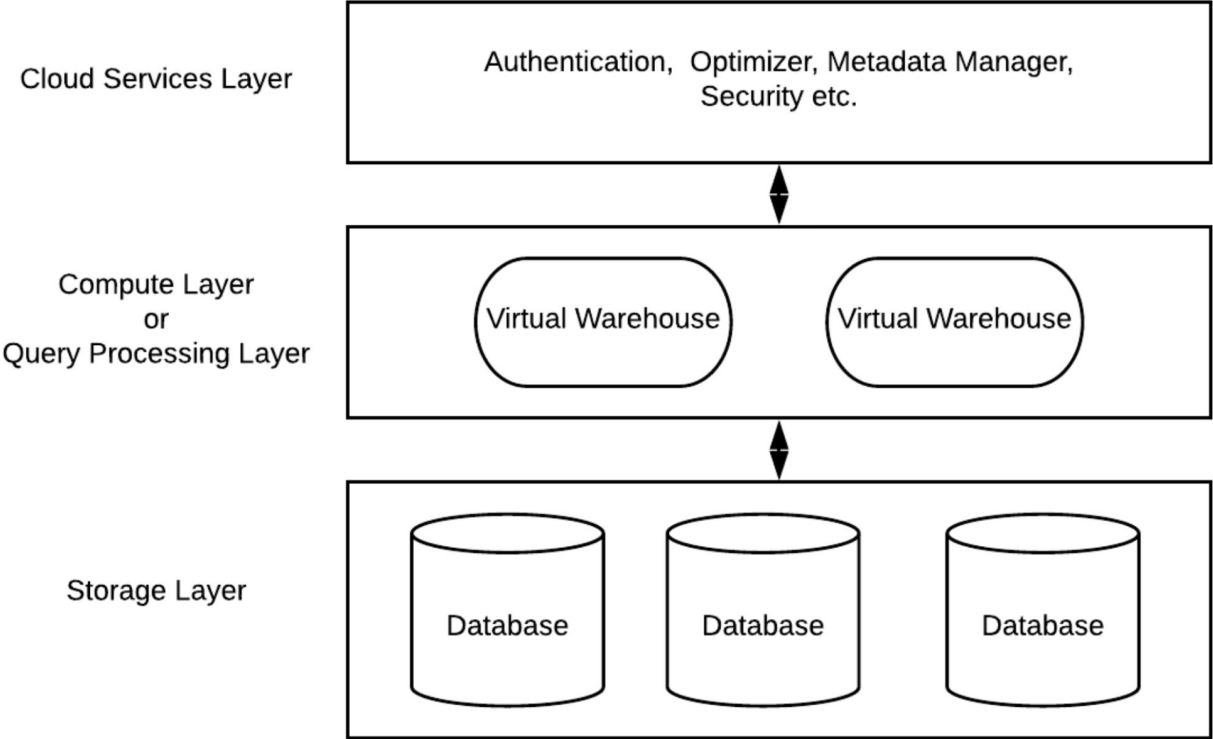 Cloud Services Layer
Authentication,  Optimizer, Metadata Manager,
Security etc.
Compute Layer
or
Query Processing Layer
Virtual Warehouse
Virtual Warehouse
Storage Layer
Database
Database
Database